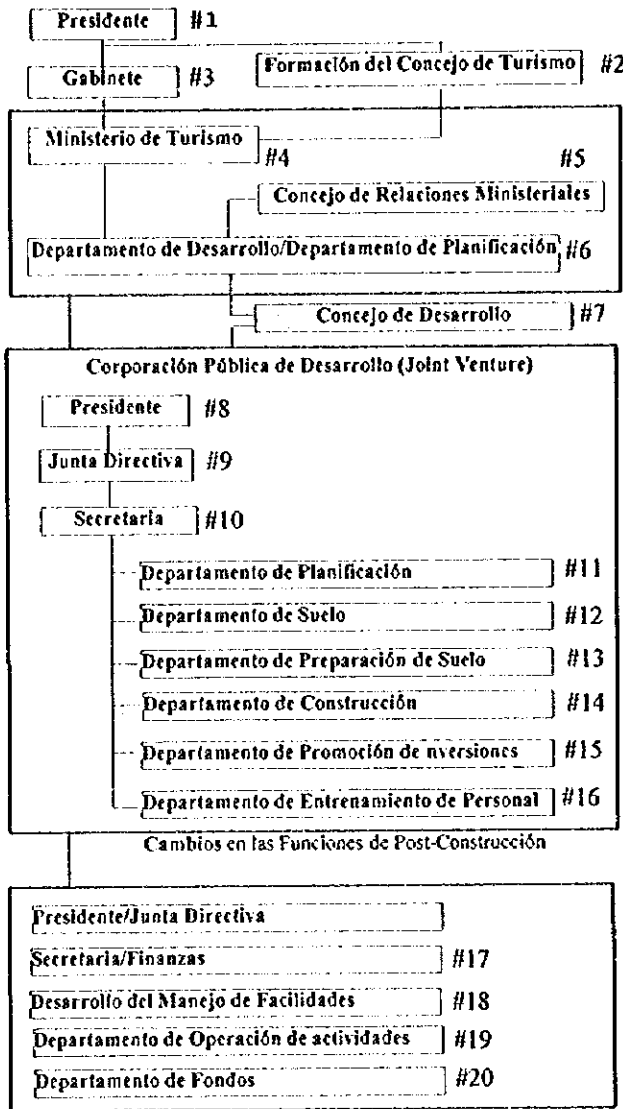 Presidente #1
Formación del Concejo de Turismo #2
Gabinete #3
Ministerio de Turismo #4
#5
Concejo de Relaciones Ministeriales
Departamento de Desarrollo/Departamento de Planificación #6
Concejo de Desarrollo #7
Corporación Pública de Desarrollo (Joint Venture)
Presidente #8
Junta Directiva #9
Secretaría #10
Departamento de Planificación #11
Departamento de Suelo #12
Departamento de Preparación de Suelo #13
Departamento de Construcción #14
Departamento de Promoción de nversiones #15
Departamento de Entrenamiento de Personal #16
Cambios en las Funciones de Post-Construcción
Presidente/Junta Directiva
Secretaria/Finanzas #17
Desarrollo del Manejo de Facilidades #18
Departamento de Operación de actividades #19
Departamento de Fondos #20